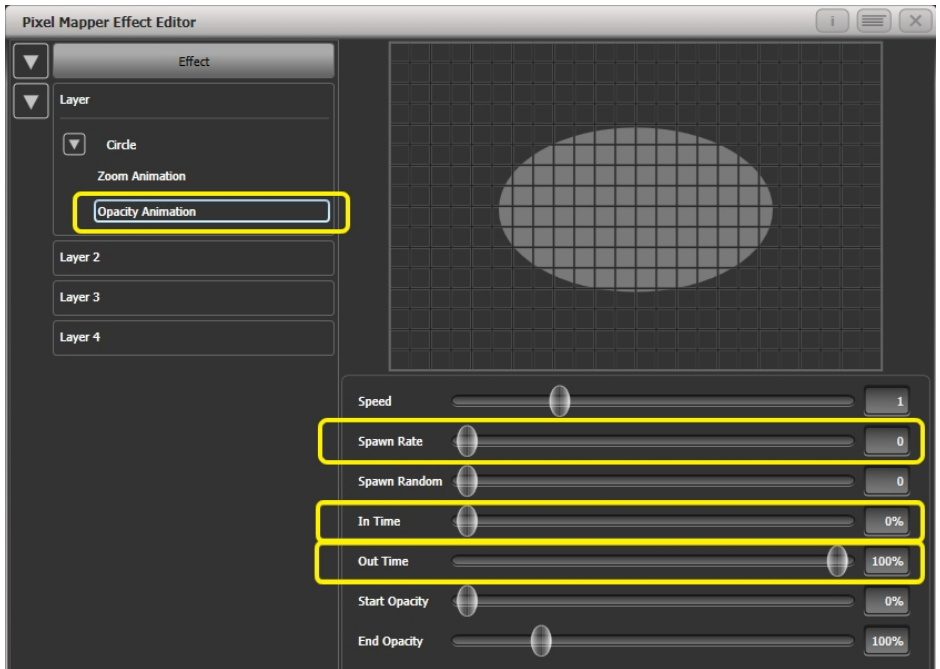 Pixel Mapper Effect Editor
i
Effect
Layer
Circle
Zoom Animation
Opacity Animation
Layer 2
Layer 3
Layer 4
Speed 1
Spawn Rate 0
Spawn Random 0
In Time 0%
Out Time 100%
Start Opacity 0%
End Opacity 100%